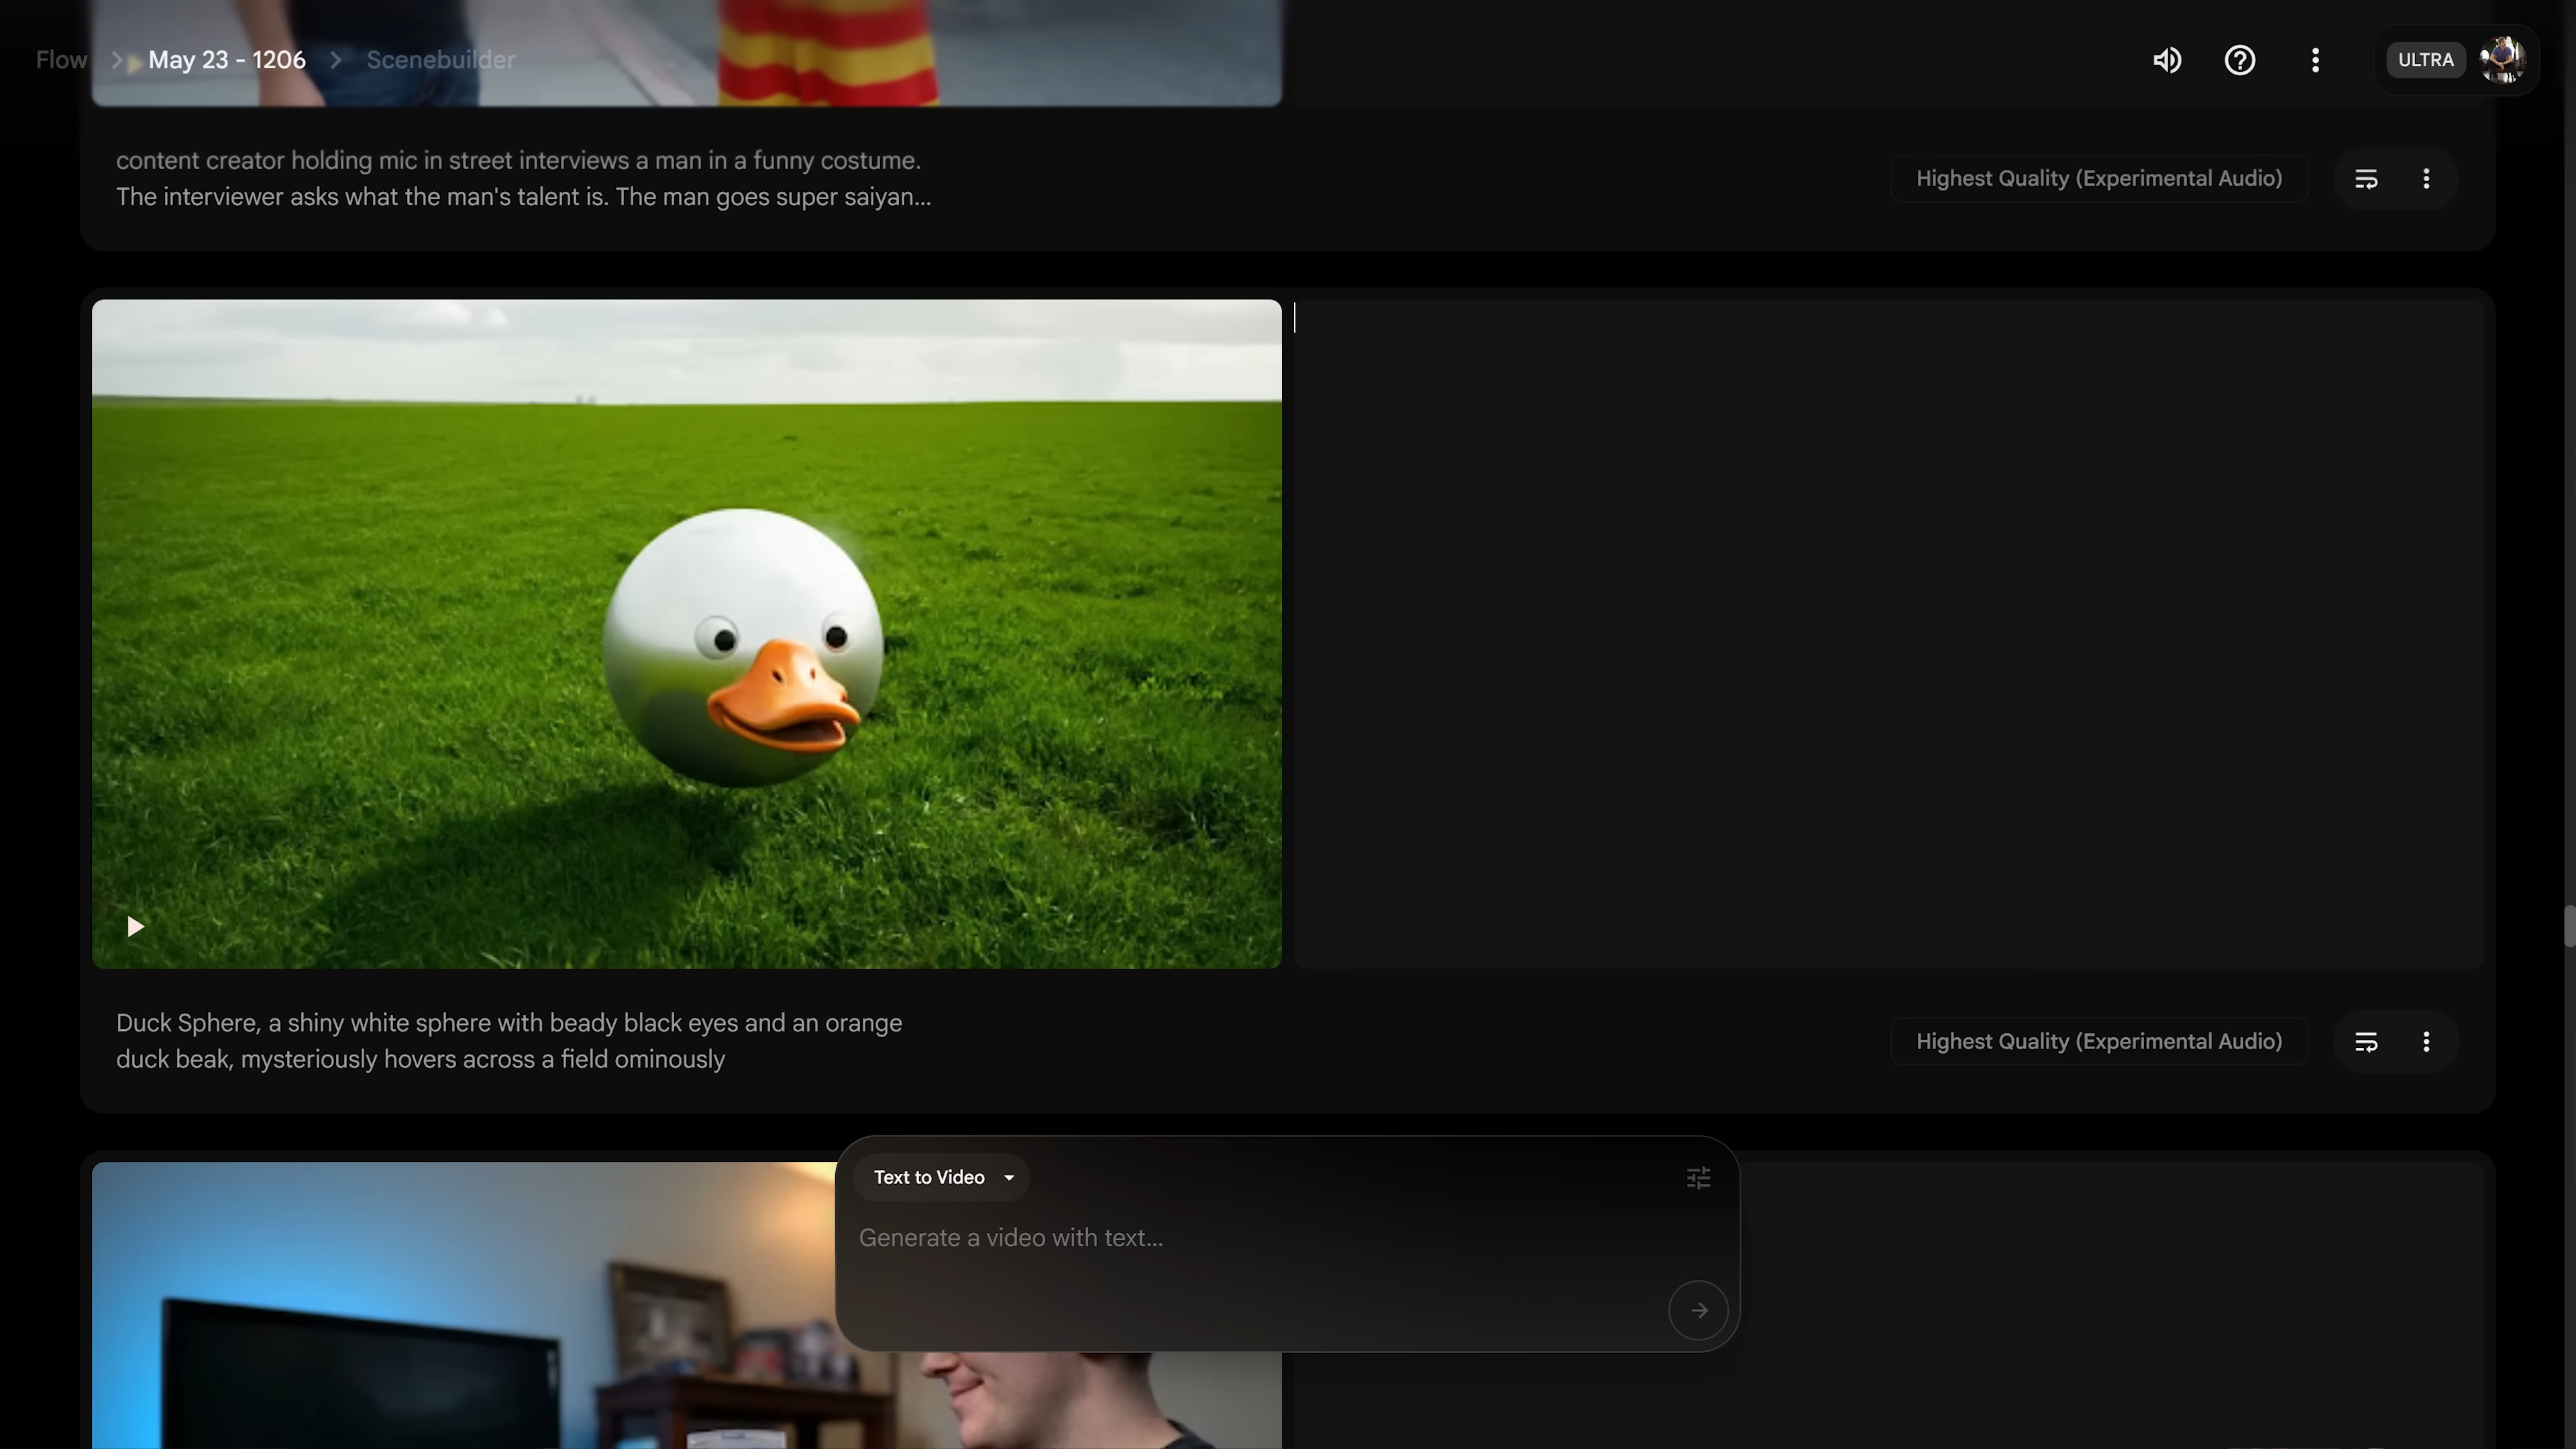 Flow
May 23 - 1206
Scenebuilder
ULTRA
content creator holding mic in street interviews a man in a funny costume.
The interviewer asks what the man's talent is. The man goes super saiyan...
Highest Quality (Experimental Audio)
Duck Sphere, a shiny white sphere with beady black eyes and an orange
duck beak, mysteriously hovers across a field ominously
Highest Quality (Experimental Audio)
Text to Video
Generate a video with text...